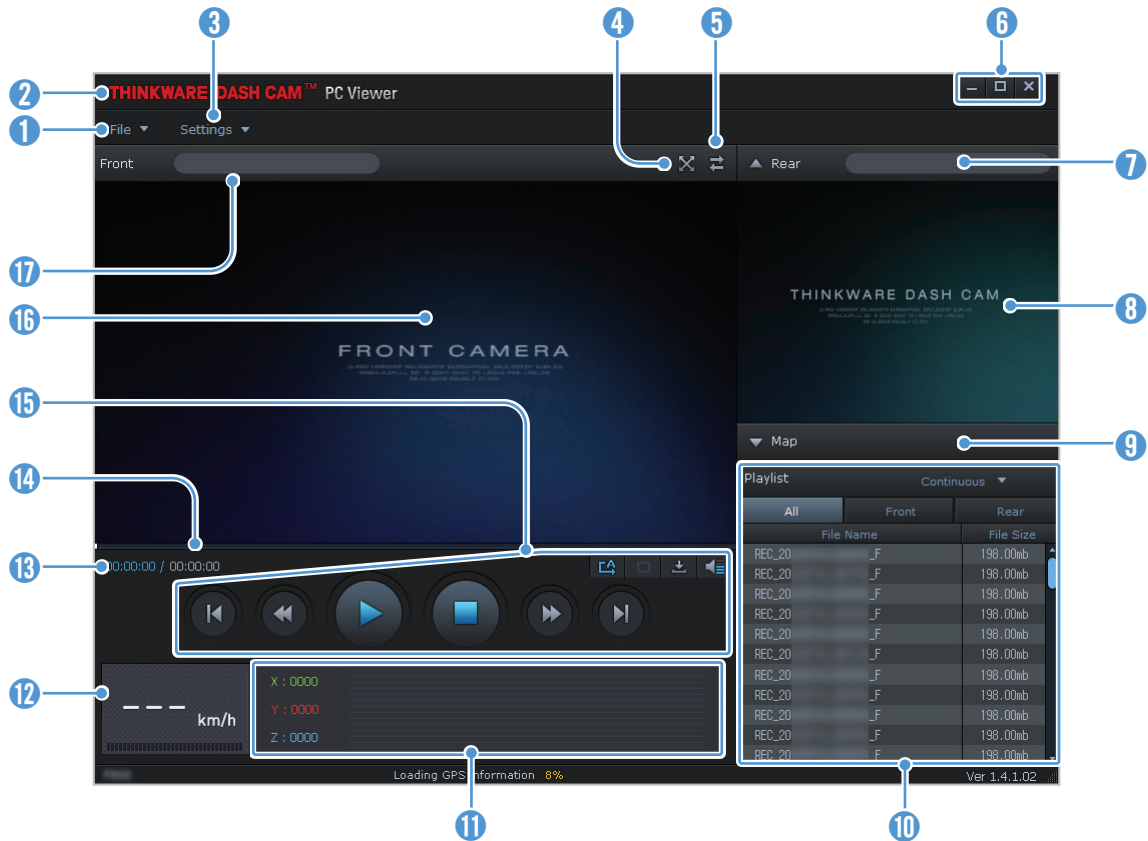 3
4
5
6
2
THINKWARE DASH CAM™ PC Viewer
1
File
Settings
Front
Rear
7
17
16
FRONT CAMERA
THINKWARE DASH CAM
8
15
Map
9
14
Playlist
Continuous
All
Front
Rear
File Name
File Size
13
00:00:00 / 00:00:00
REC_20 _F 198.00mb
REC_20 _F 198.00mb
REC_20 _F 198.00mb
REC_20 _F 198.00mb
REC_20 _F 198.00mb
REC_20 _F 198.00mb
REC_20 _F 198.00mb
REC_20 _F 198.00mb
REC_20 _F 198.00mb
REC_20 _F 198.00mb
REC_20 _F 198.00mb
12
km/h
X : 0000
Y : 0000
Z : 0000
Loading GPS information 8%
Ver 1.4.1.02
11
10